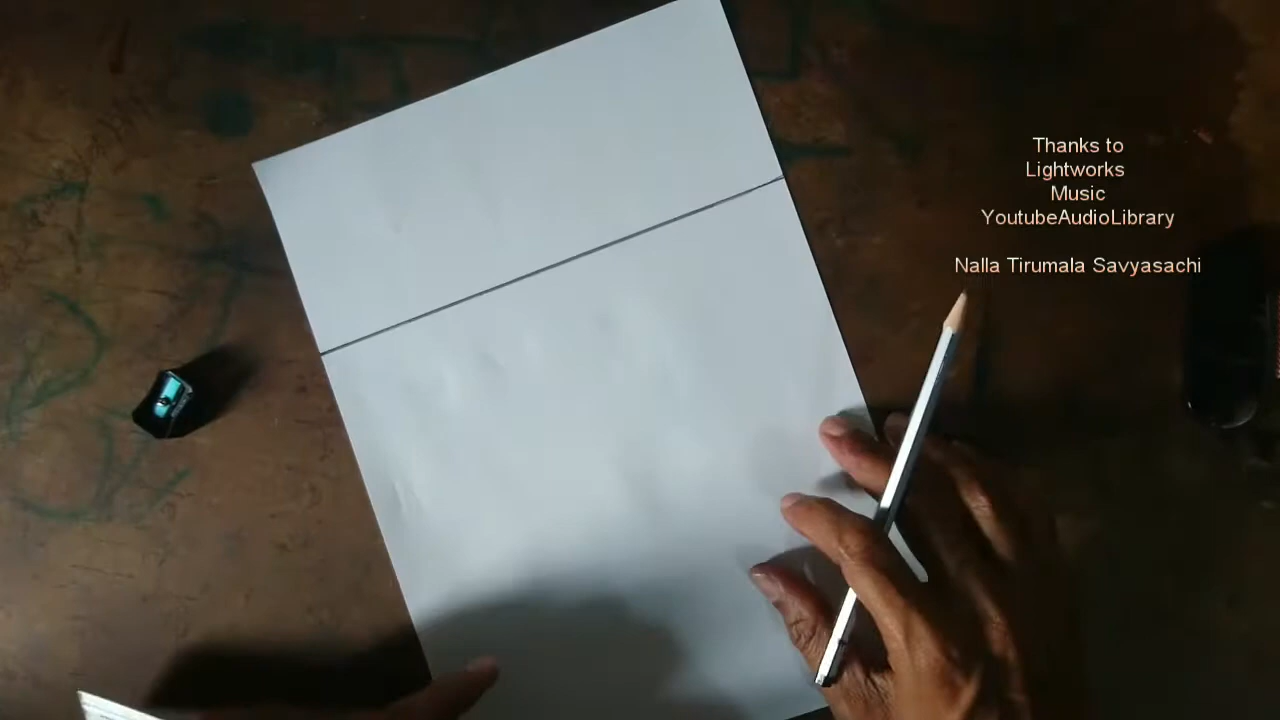 Thanks to
Lightworks
Music
YoutubeAudioLibrary
Nalla Tirumala Savyasachi